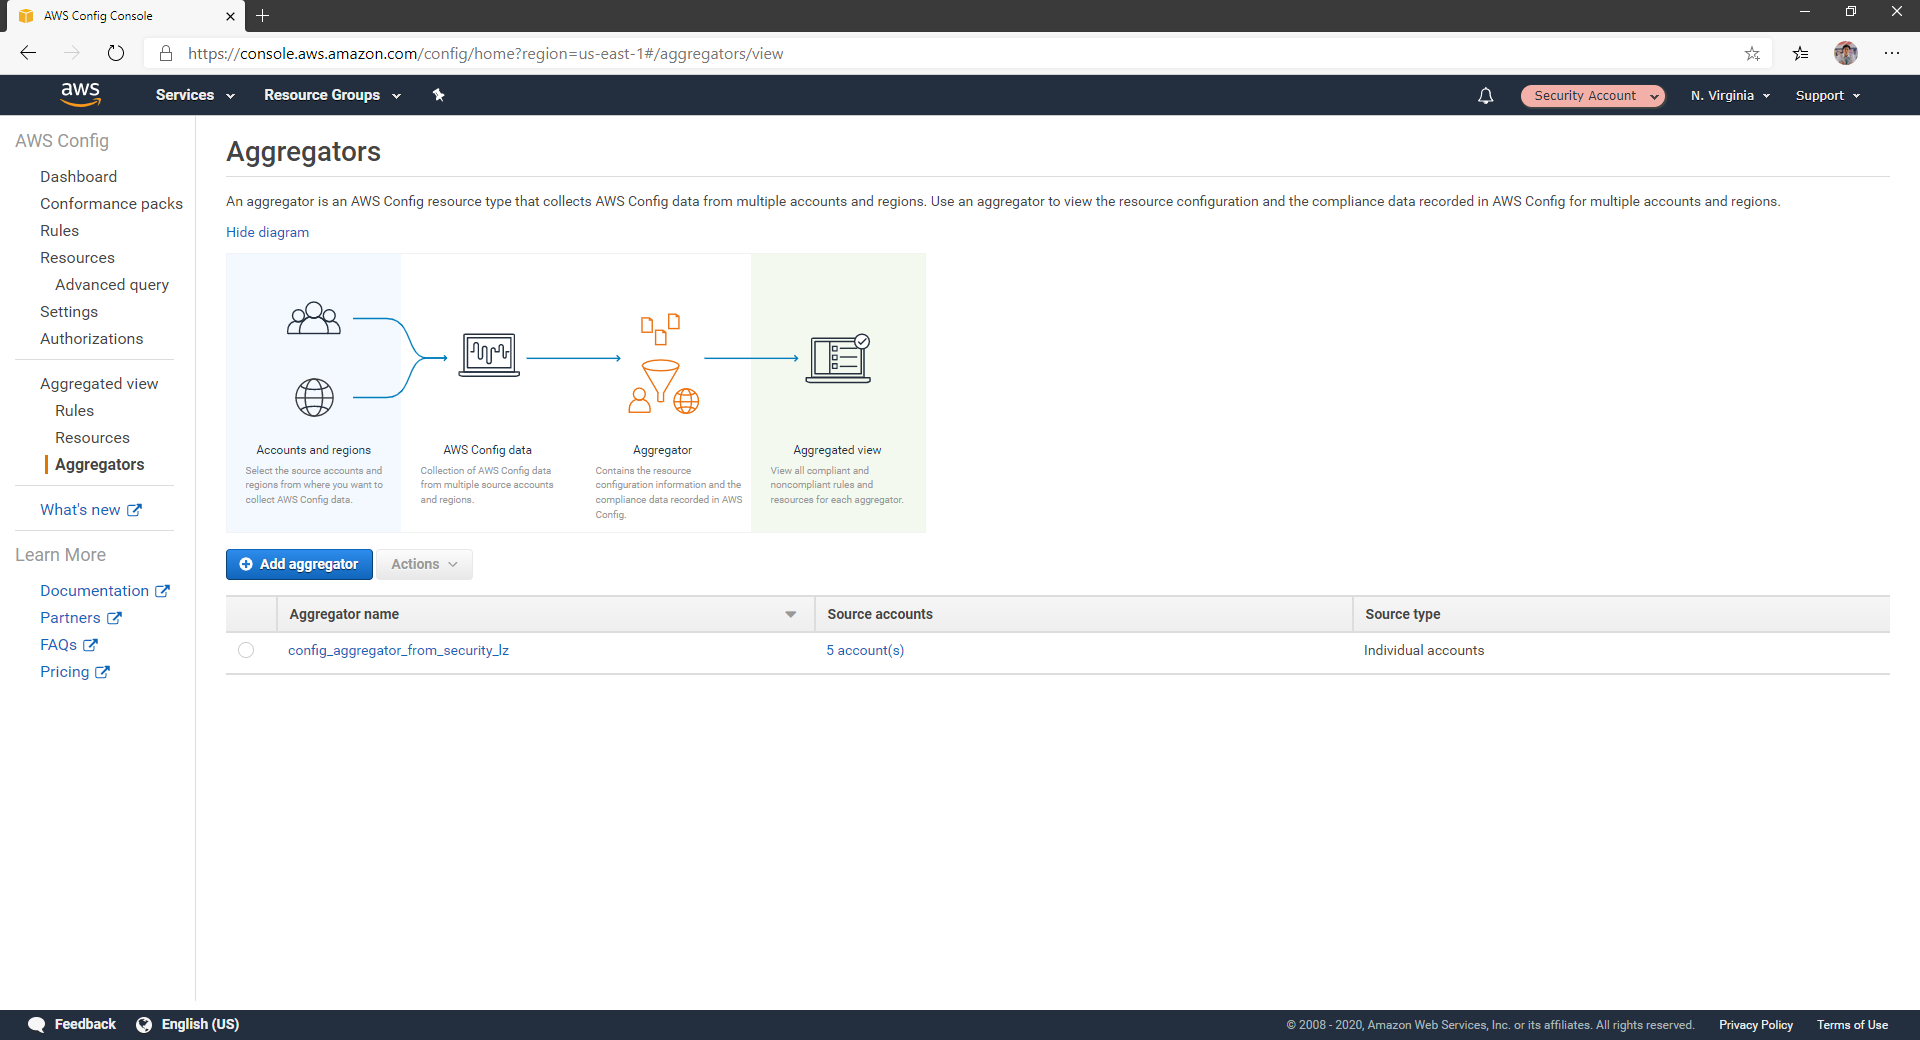 AWS Config Console
https://console.aws.amazon.com/config/home?region=us-east-1#/aggregators/view
aws
Services
Resource Groups
Security Account
N. Virginia
Support
AWS Config
Dashboard
Conformance packs
Rules
Resources
Advanced query
Settings
Authorizations
Aggregated view
Rules
Resources
Aggregators
What's new
Learn More
Documentation
Partners
FAQs
Pricing
Aggregators
An aggregator is an AWS Config resource type that collects AWS Config data from multiple accounts and regions. Use an aggregator to view the resource configuration and the compliance data recorded in AWS Config for multiple accounts and regions.
Hide diagram
Accounts and regions
Select the source accounts and
regions from where you want to
collect AWS Config data.
AWS Config data
Collection of AWS Config data
from multiple source accounts
and regions.
Aggregator
Contains the resource
configuration information and the
compliance data recorded in AWS
Config.
Aggregated view
View all compliant and
noncompliant rules and
resources for each aggregator.
Add aggregator
Actions
Aggregator name
Source accounts
Source type
config_aggregator_from_security_lz
5 account(s)
Individual accounts
Feedback
English (US)
© 2008 - 2020, Amazon Web Services, Inc. or its affiliates. All rights reserved.
Privacy Policy
Terms of Use